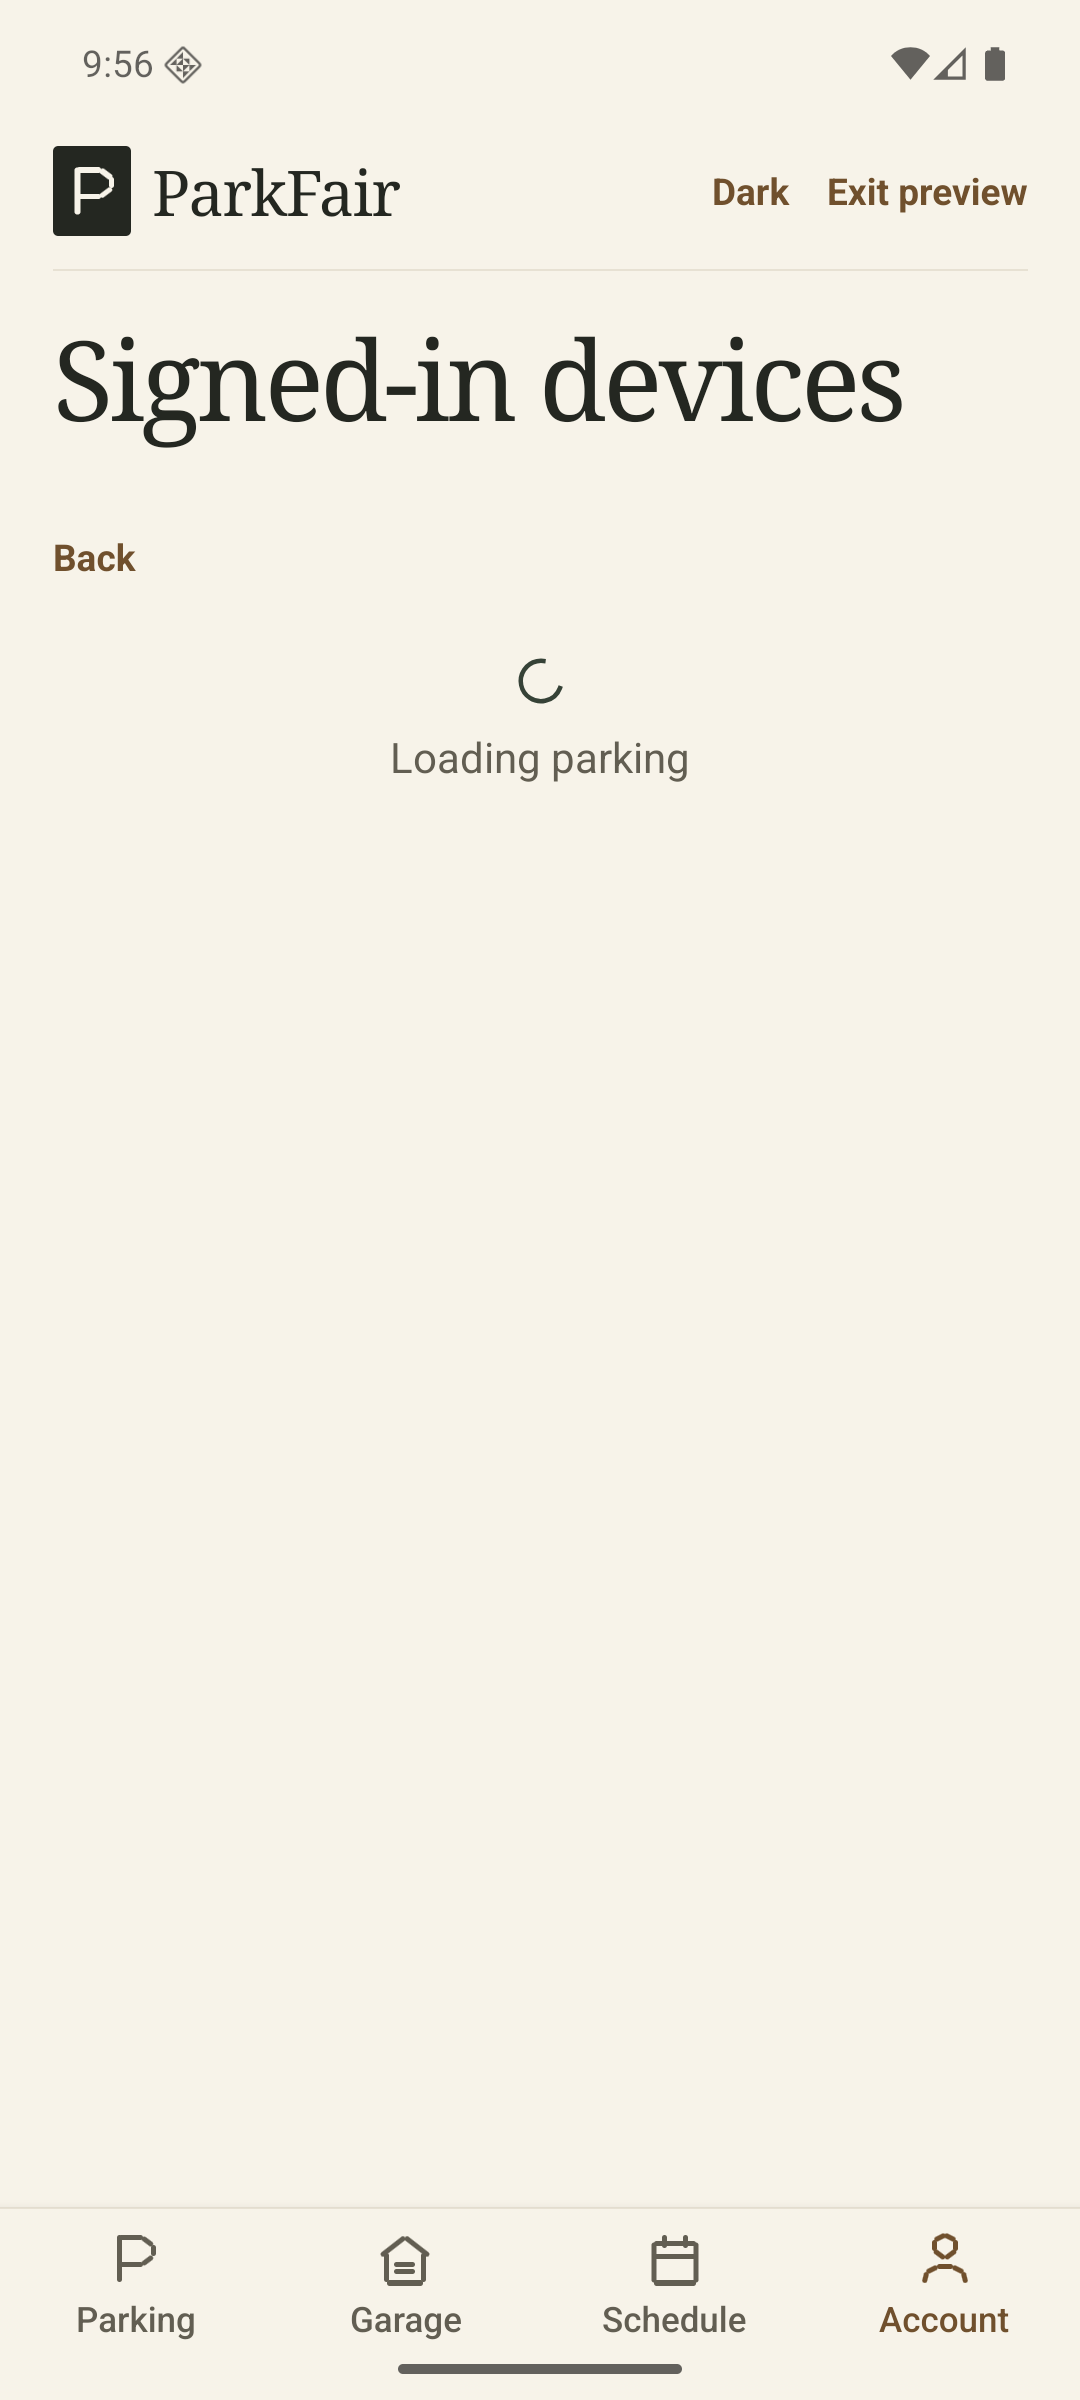 9:56
ParkFair
Dark Exit preview
Signed-in devices
Back
Loading parking
Parking Garage Schedule Account